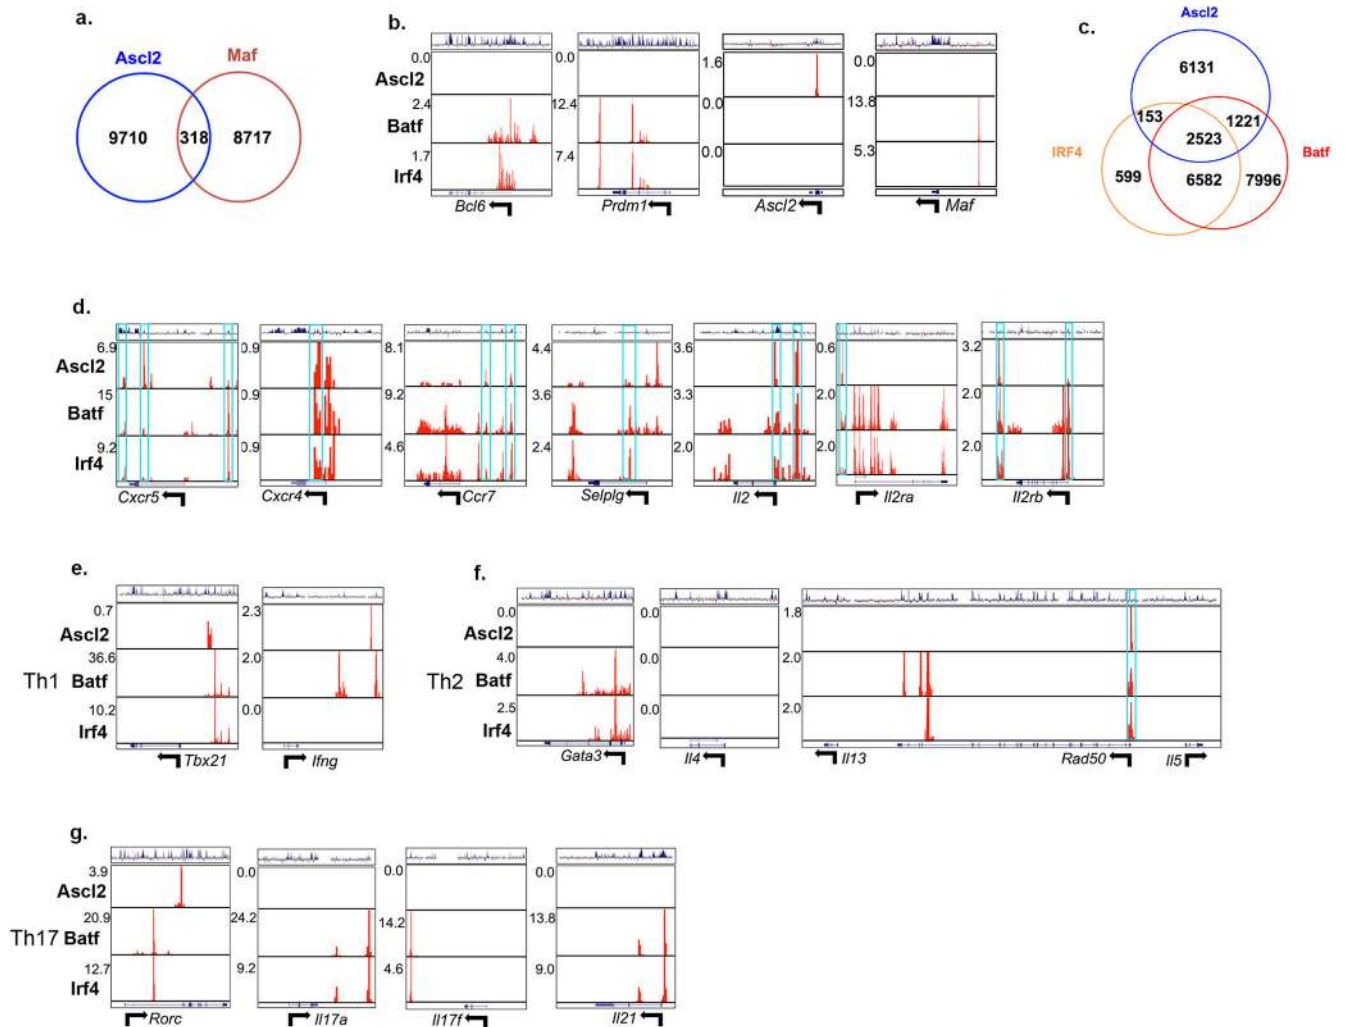 a.
Ascl2 Maf
9710 318 8717
b.
0.0 0.0 1.6 0.0
Ascl2
2.4 12.4 0.0 13.8
Batf
1.7 7.4 0.0 5.3
Irf4
Bcl6 Prdm1 Ascl2 Maf
c.
Ascl2
6131
153 1221
2523
IRF4 Batf
599 6582 7996
d.
6.9 0.9 8.1 4.4 3.6 0.6 3.2
Ascl2
15 0.9 9.2 3.6 3.3 2.0 2.0
Batf
9.2 0.9 4.6 2.4 2.0 2.0 2.0
Irf4
Cxcr5 Cxcr4 Ccr7 Selplg Il2 Il2ra Il2rb
e.
0.7 2.3
Ascl2
36.6 2.0
Th1 Batf
10.2 0.0
Irf4
Tbx21 Ifng
f.
0.0 0.0 1.8
Ascl2
4.0 0.0 2.0
Th2 Batf
2.5 0.0 2.0
Irf4
Gata3 Il4 Il13 Rad50 Il5
g.
3.9 0.0 0.0 0.0
Ascl2
20.9 24.2 14.2 13.8
Th17 Batf
12.7 9.2 4.6 9.0
Irf4
Rorc Il17a Il17f Il21